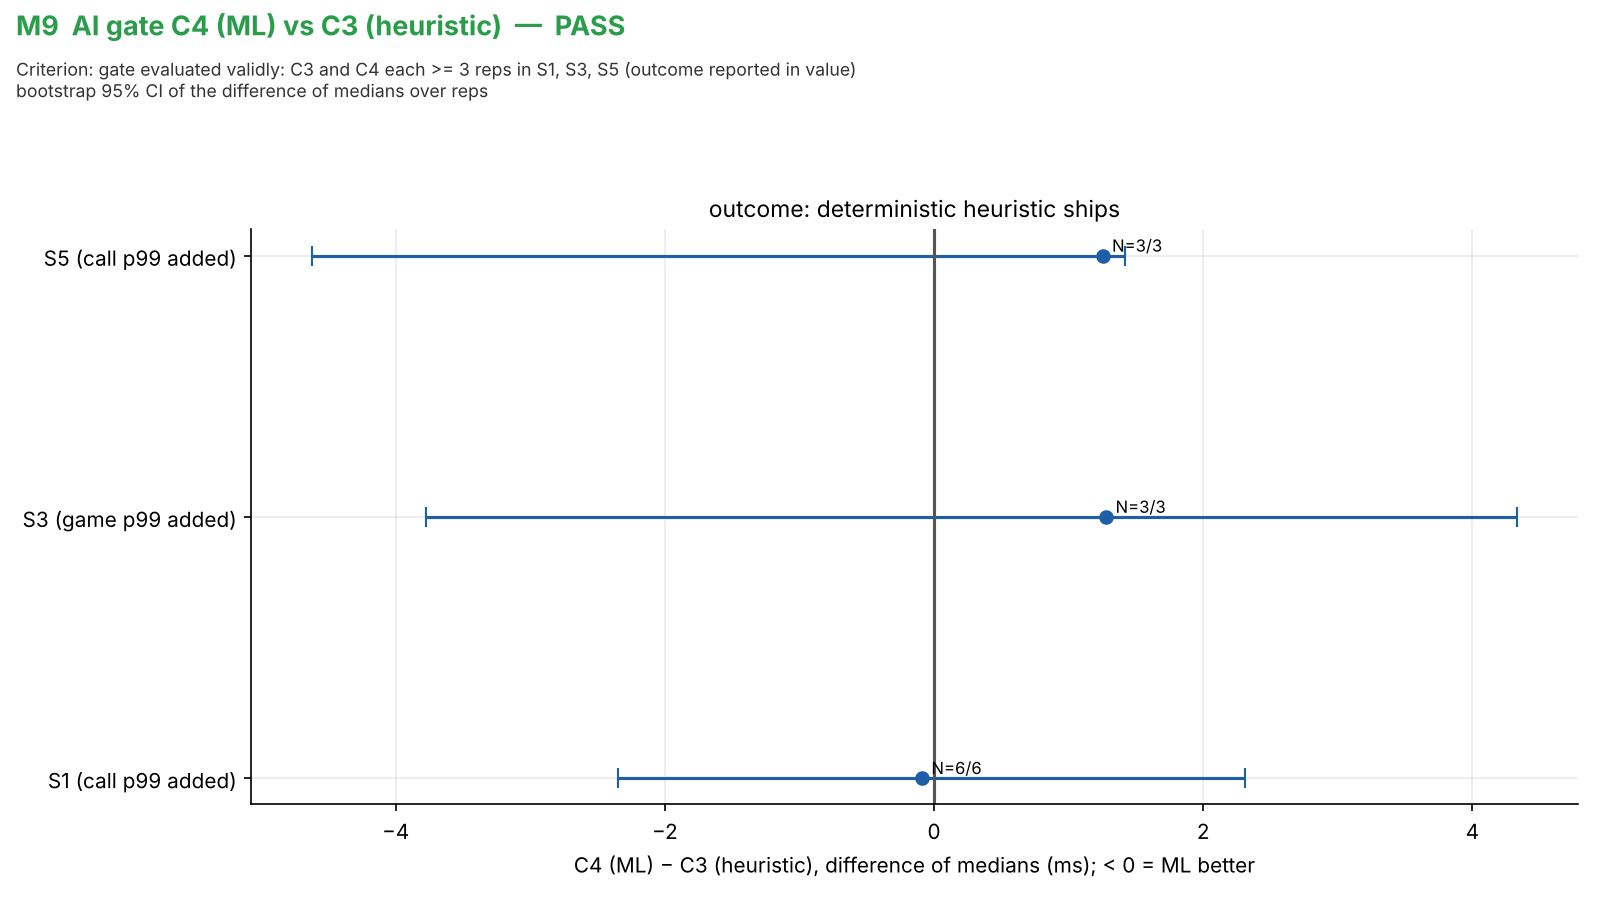 M9 AI gate C4 (ML) vs C3 (heuristic) — PASS
Criterion: gate evaluated validly: C3 and C4 each >= 3 reps in S1, S3, S5 (outcome reported in value)
bootstrap 95% CI of the difference of medians over reps
outcome: deterministic heuristic ships
S5 (call p99 added)
N=3/3
S3 (game p99 added)
N=3/3
S1 (call p99 added)
N=6/6
−4 −2 0 2 4
C4 (ML) − C3 (heuristic), difference of medians (ms); < 0 = ML better